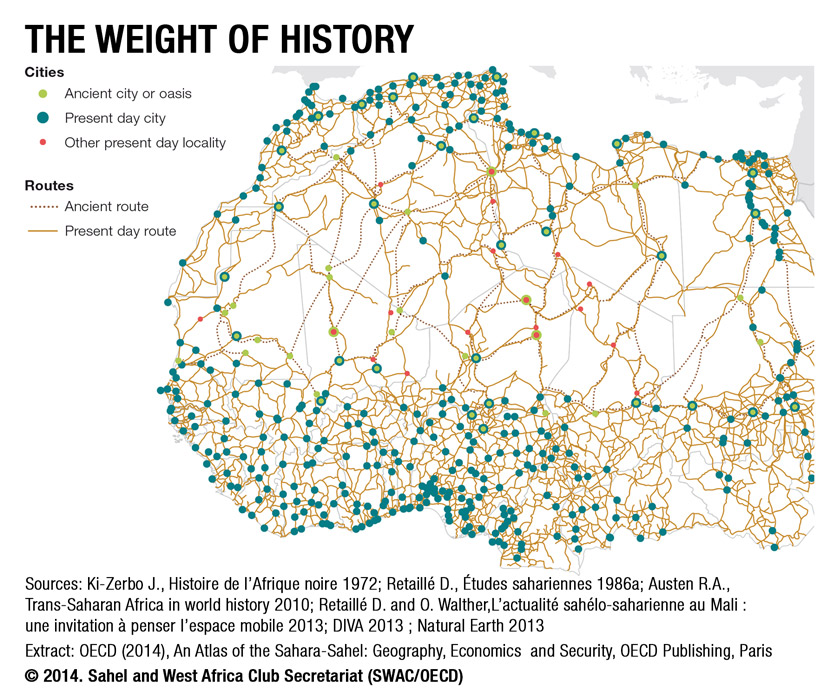 THE WEIGHT OF HISTORY
Cities
Ancient city or oasis
Present day city
Other present day locality
Routes
Ancient route
Present day route
Sources: Ki-Zerbo J., Histoire de l’Afrique noire 1972; Retaillé D., Études sahariennes 1986a; Austen R.A.,
Trans-Saharan Africa in world history 2010; Retaillé D. and O. Walther,L’actualité sahélo-saharienne au Mali :
une invitation à penser l’espace mobile 2013; DIVA 2013 ; Natural Earth 2013
Extract: OECD (2014), An Atlas of the Sahara-Sahel: Geography, Economics and Security, OECD Publishing, Paris
© 2014. Sahel and West Africa Club Secretariat (SWAC/OECD)